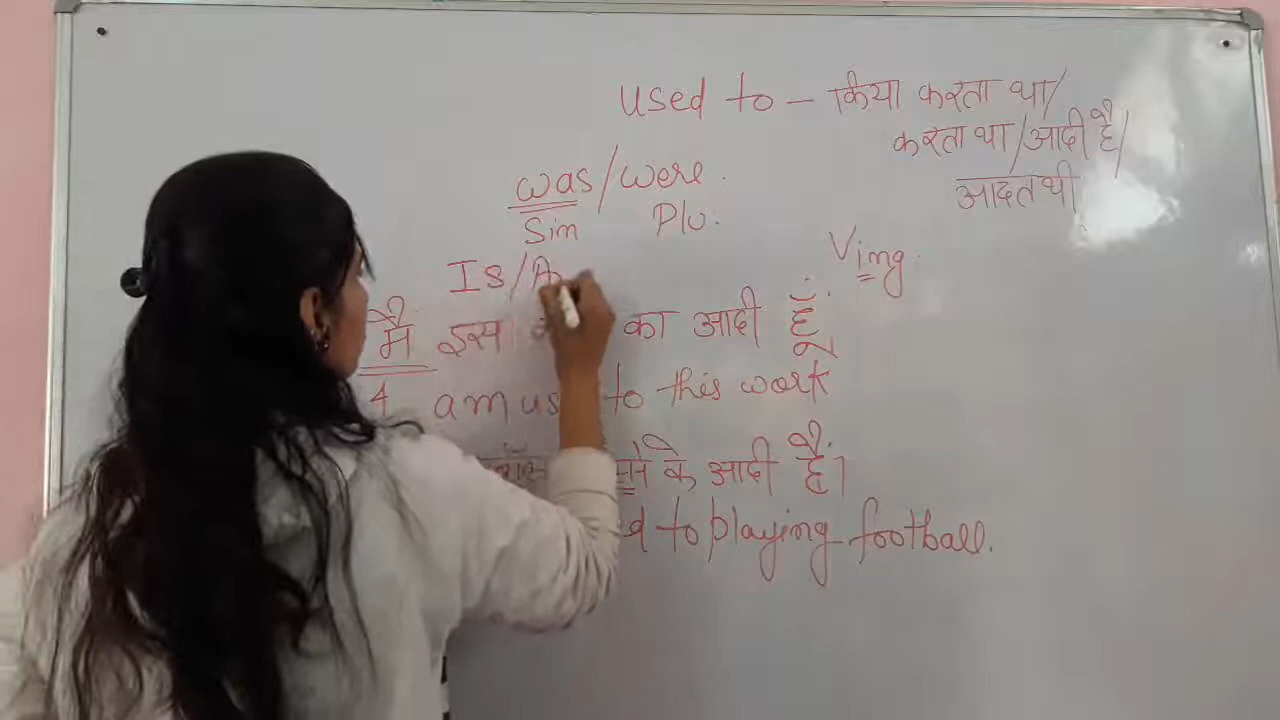 used to – किया करता था/
करता था/आदी है/
आदत थी
was/were.
Sim Plu.
Ving.
Is/A
मै इस का आदी हूँ.
am us to this work
ने के आदी हैं।
d to playing football.